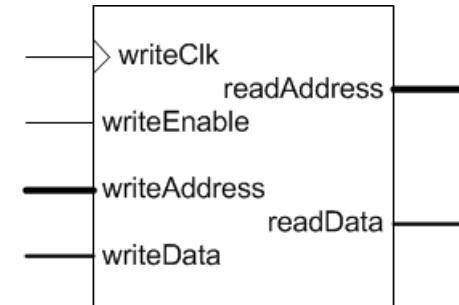 writeClk
readAddress
writeEnable
writeAddress
readData
writeData